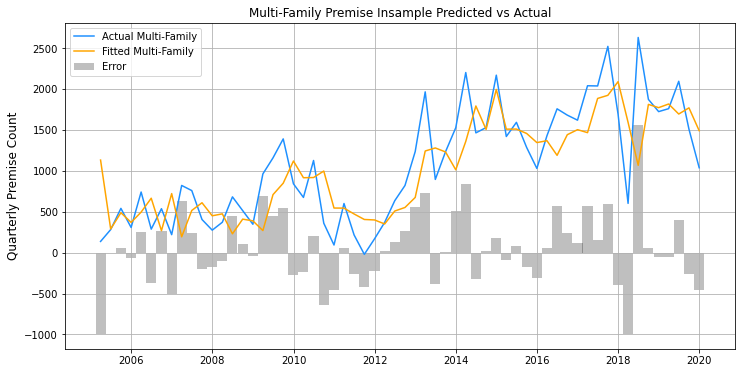 Multi-Family Premise Insample Predicted vs Actual
Actual Multi-Family
Fitted Multi-Family
Error
Quarterly Premise Count
2500
2000
1500
1000
500
0
−500
−1000
2006 2008 2010 2012 2014 2016 2018 2020